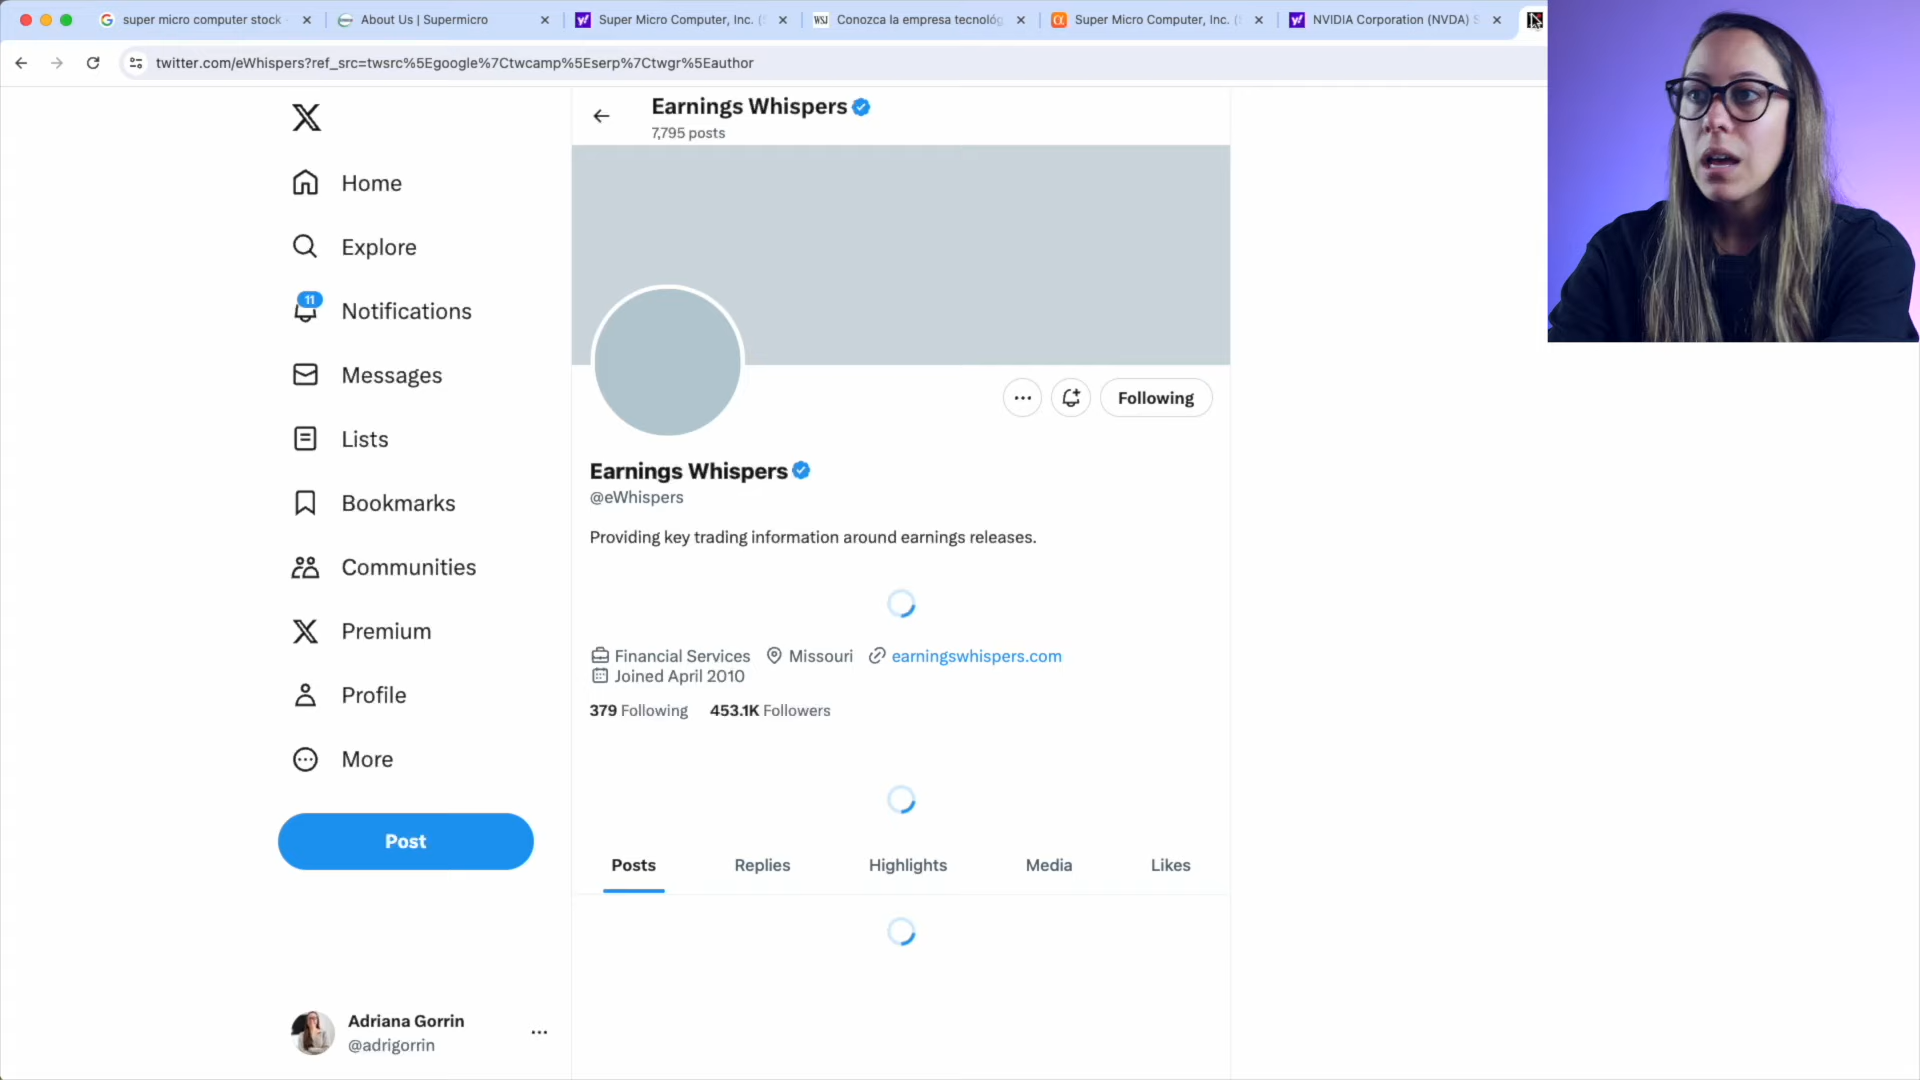 super micro computer stock
About Us | Supermicro
Super Micro Computer, Inc. (
WSJ
Conozca la empresa tecnológ
Super Micro Computer, Inc. (
NVIDIA Corporation (NVDA) S
twitter.com/eWhispers?ref_src=twsrc%5Egoogle%7Ctwcamp%5Eserp%7Ctwgr%5Eauthor
Home
Explore
11
Notifications
Messages
Lists
Bookmarks
Communities
Premium
Profile
More
Post
Adriana Gorrin
@adrigorrin
Earnings Whispers
7,795 posts
Following
Earnings Whispers
@eWhispers
Providing key trading information around earnings releases.
Financial Services Missouri earningswhispers.com
Joined April 2010
379 Following 453.1K Followers
Posts Replies Highlights Media Likes